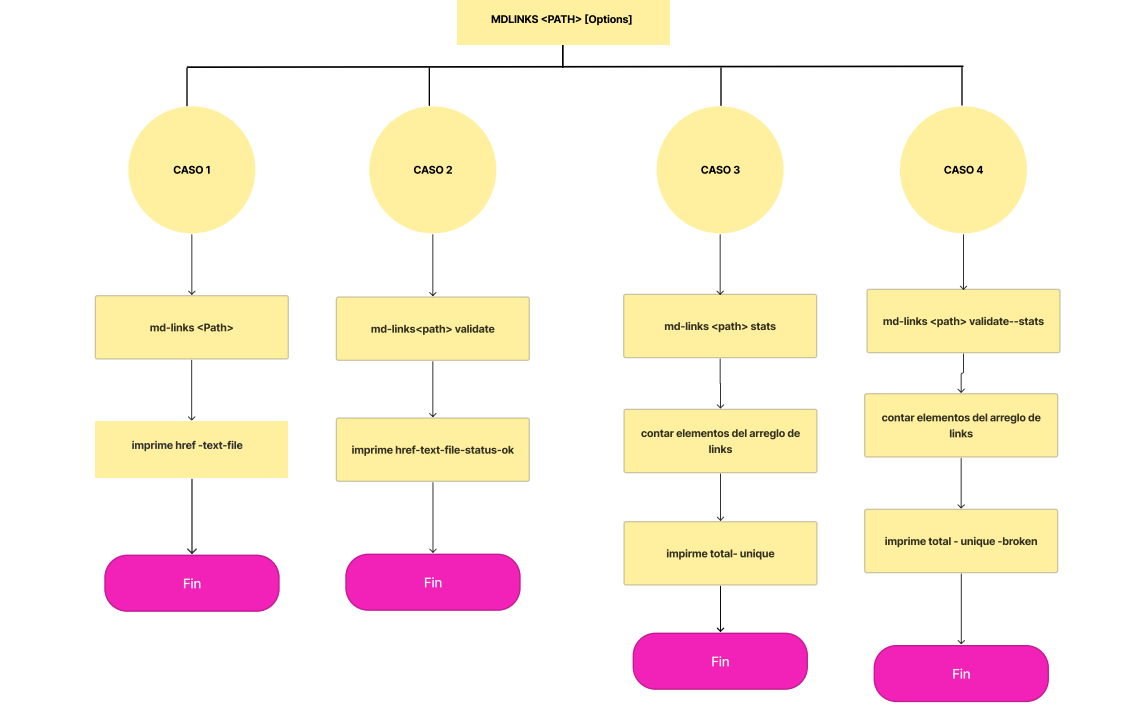 MDLINKS <PATH> [Options]
CASO 1
CASO 2
CASO 3
CASO 4
md-links <Path>
md-links<path> validate
md-links <path> stats
md-links <path> validate--stats
imprime href -text-file
imprime href-text-file-status-ok
contar elementos del arreglo de
links
contar elementos del arreglo de
links
impirme total- unique
imprime total - unique -broken
Fin
Fin
Fin
Fin